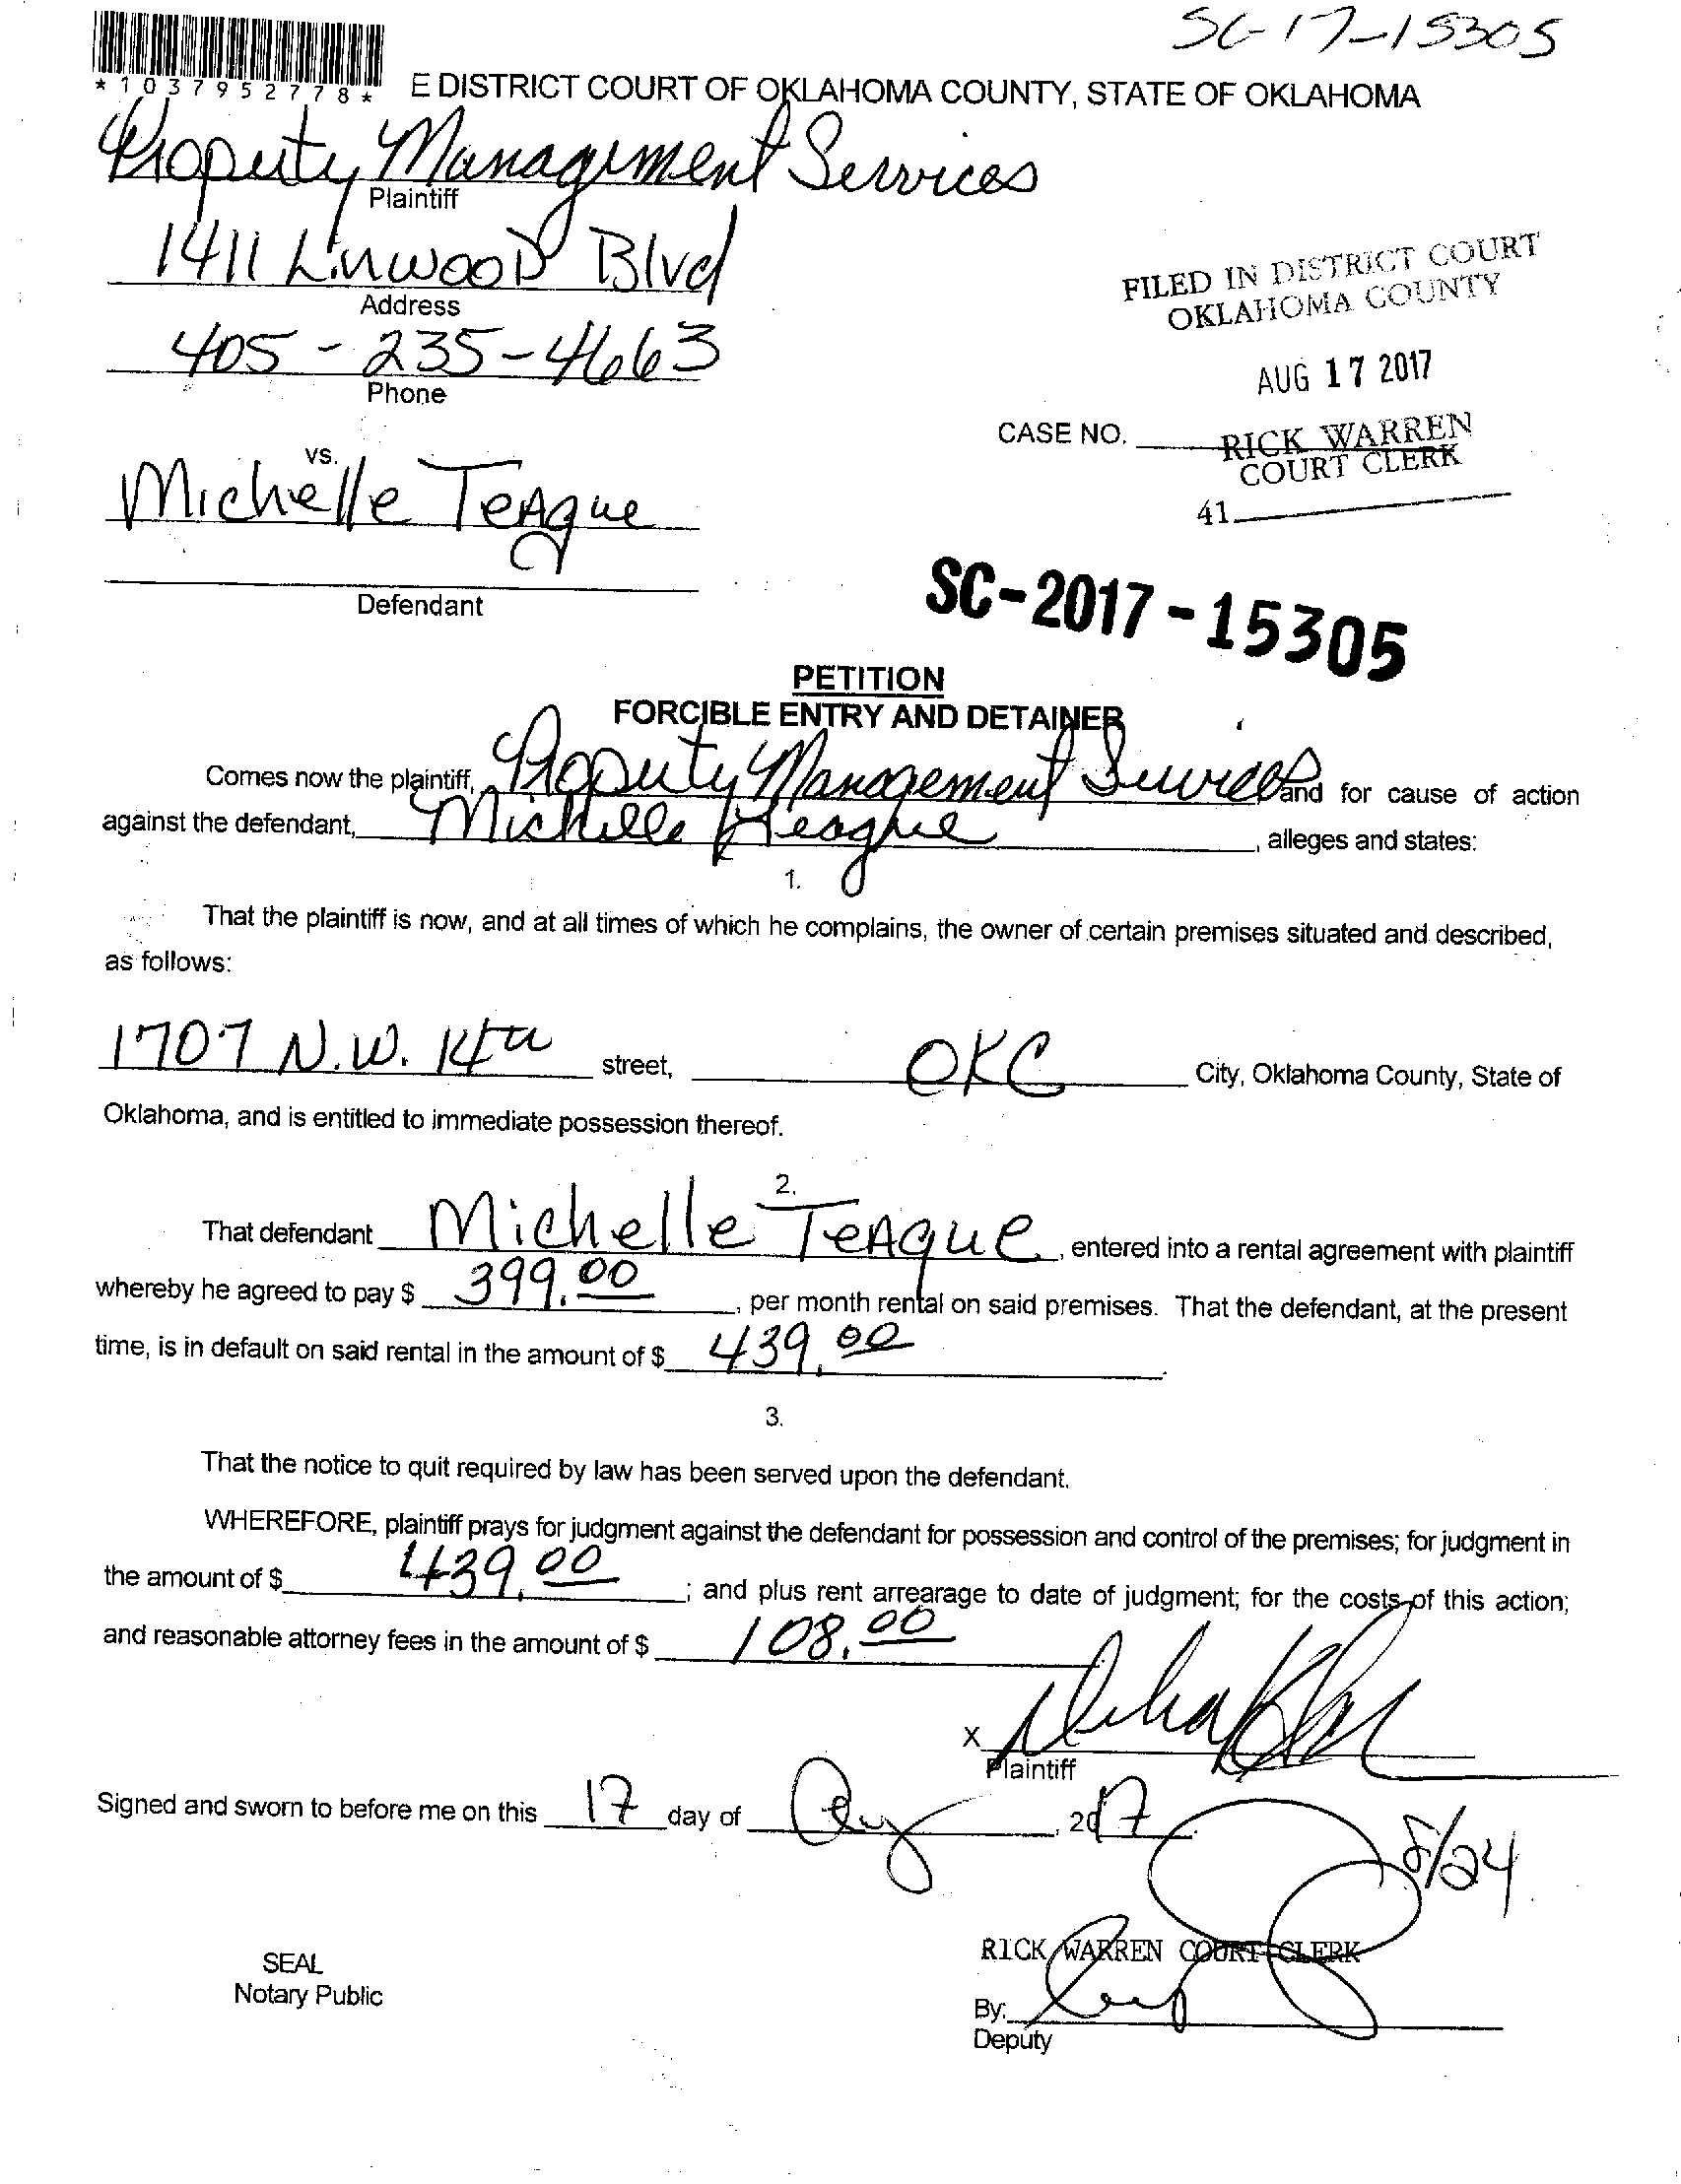 SC-17-15305
*1037952778*
E DISTRICT COURT OF OKLAHOMA COUNTY, STATE OF OKLAHOMA
Property Management Services
Plaintiff
1411 Linwood Blvd
Address
405-235-4663
Phone
FILED IN DISTRICT COURT
OKLAHOMA COUNTY
AUG 17 2017
RICK WARREN
COURT CLERK
41
CASE NO.
vs.
Michelle Teague
Defendant
SC-2017-15305
PETITION
FORCIBLE ENTRY AND DETAINER
Comes now the plaintiff, Property Management Services and for cause of action
against the defendant, Michelle Teague, alleges and states:
1.
That the plaintiff is now, and at all times of which he complains, the owner of certain premises situated and described,
as follows:
1707 N.W. 14th street, OKC City, Oklahoma County, State of
Oklahoma, and is entitled to immediate possession thereof.
2.
That defendant Michelle Teague, entered into a rental agreement with plaintiff
whereby he agreed to pay $ 399.00, per month rental on said premises. That the defendant, at the present
time, is in default on said rental in the amount of $ 439.00.
3.
That the notice to quit required by law has been served upon the defendant.
WHEREFORE, plaintiff prays for judgment against the defendant for possession and control of the premises; for judgment in
the amount of $ 439.00; and plus rent arrearage to date of judgment; for the costs of this action;
and reasonable attorney fees in the amount of $ 108.00
X
Plaintiff
Signed and sworn to before me on this 17 day of Aug, 2017
8/24
RICK WARREN COURT CLERK
SEAL
Notary Public
By:
Deputy